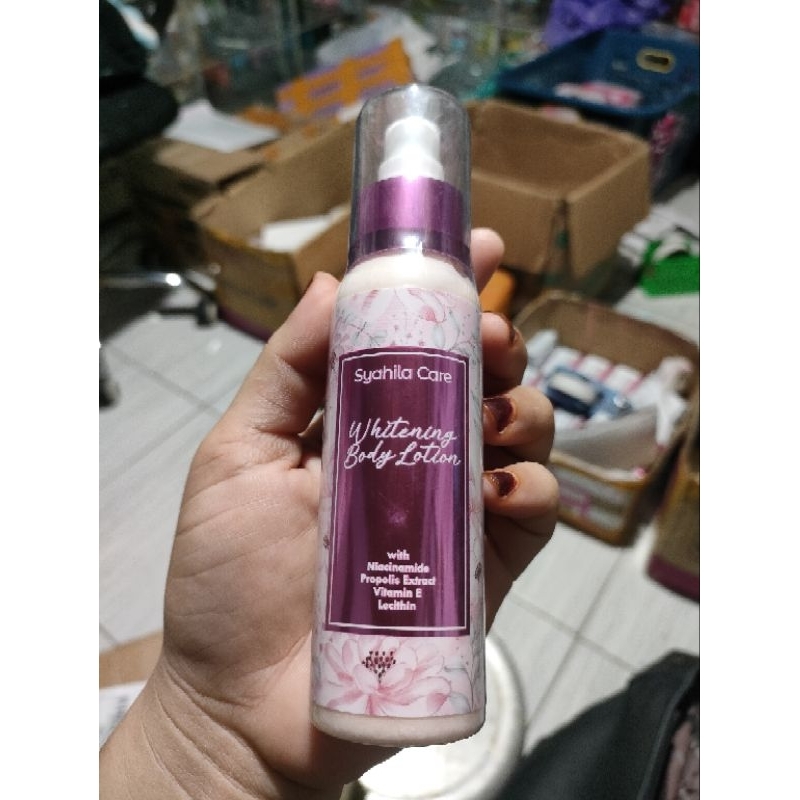 Syahila Care
Whitening
Body Lotion
with
Niacinamide
Propolis Extract
Vitamin E
Lecithin